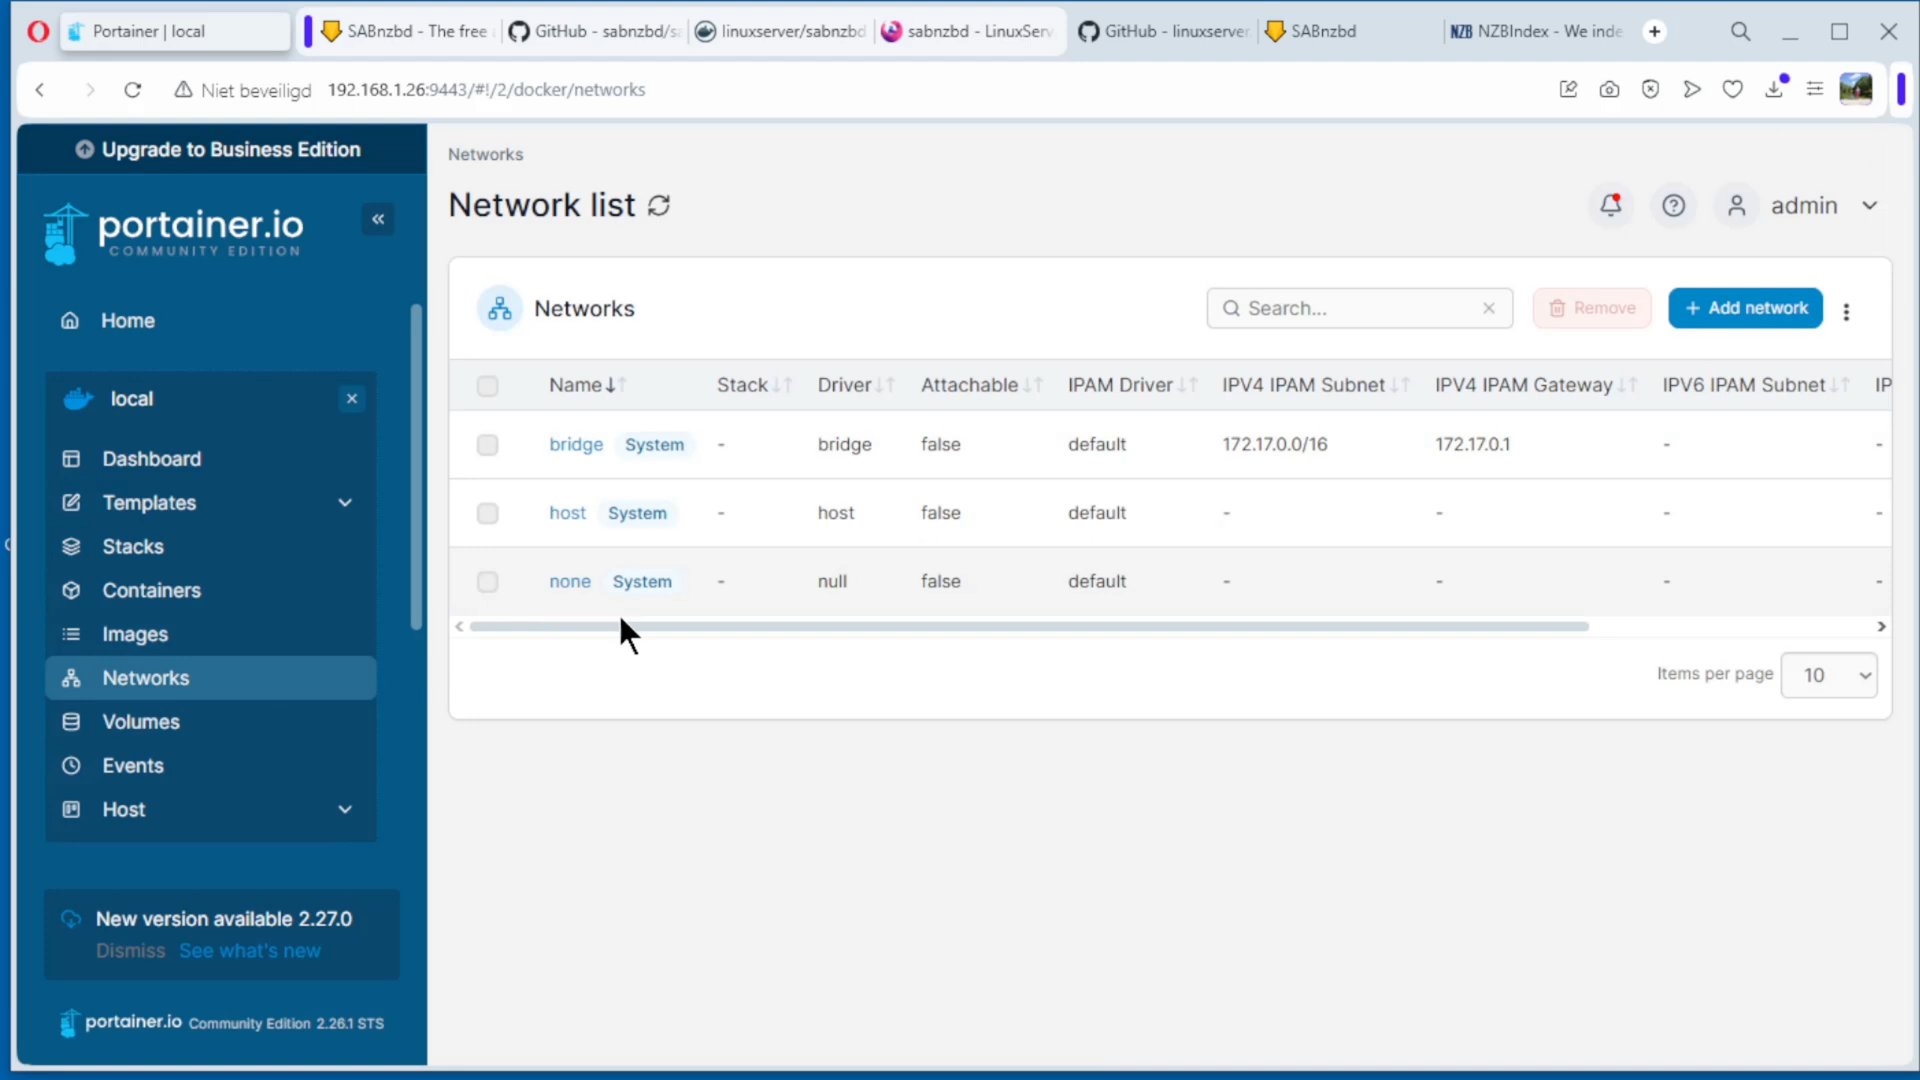 Portainer | local
SABnzbd - The free
GitHub - sabnzbd/sa
linuxserver/sabnzbd
sabnzbd - LinuxServ
GitHub - linuxserver
SABnzbd
NZB NZBIndex - We inde
Niet beveiligd 192.168.1.26:9443/#!/2/docker/networks
Upgrade to Business Edition
portainer.io
COMMUNITY EDITION
Home
local
Dashboard
Templates
Stacks
Containers
Images
Networks
Volumes
Events
Host
New version available 2.27.0
Dismiss See what's new
portainer.io Community Edition 2.26.1 STS
Networks
Network list
admin
Networks
Search...
Remove
+ Add network
Name Stack Driver Attachable IPAM Driver IPV4 IPAM Subnet IPV4 IPAM Gateway IPV6 IPAM Subnet IP
bridge System - bridge false default 172.17.0.0/16 172.17.0.1 - -
host System - host false default - - - -
none System - null false default - - - -
Items per page 10